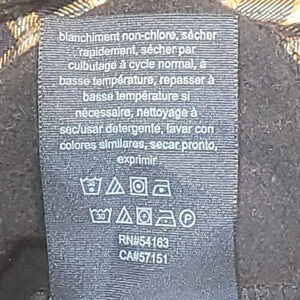 blanchiment non-chlore, sécher
rapidement, sécher par
culbutage à cycle normal, à
basse température, repasser à
basse température si
nécessaire, nettoyage à
sec/usar detergente, lavar con
colores similares, secar pronto,
exprimir
RN#54163
CA#57151